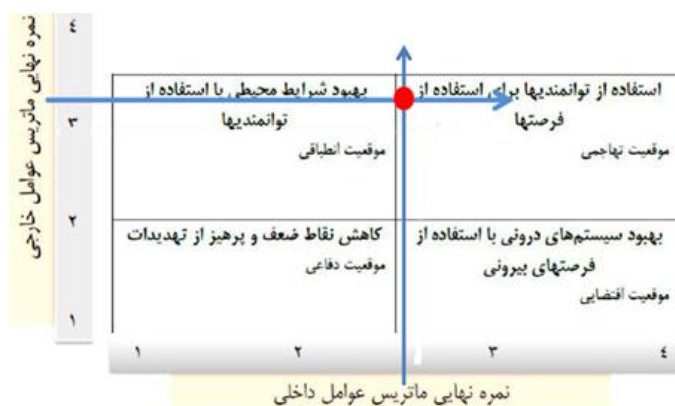 نمره نهایی ماتریس عوامل خارجی
۴
۳
۲
۱
استفاده از توانمندیها برای استفاده از
فرصتها
موقعیت تهاجمی
بهبود شرایط محیطی با استفاده از
توانمندیها
موقعیت انطباقی
بهبود سیستم‌های درونی با استفاده از
فرصتهای بیرونی
موقعیت اقتضایی
کاهش نقاط ضعف و پرهیز از تهدیدات
موقعیت دفاعی
۱
۲
۳
۴
نمره نهایی ماتریس عوامل داخلی